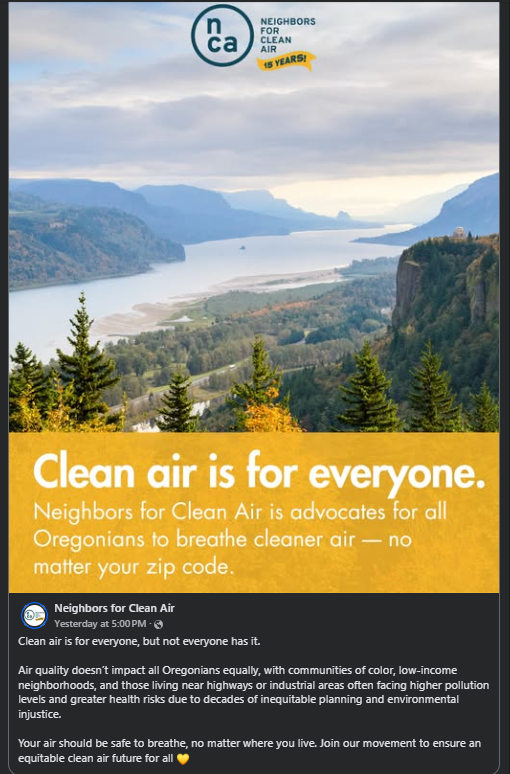 nca
NEIGHBORS
FOR
CLEAN
AIR
15 YEARS!
Clean air is for everyone.
Neighbors for Clean Air is advocates for all
Oregonians to breathe cleaner air — no
matter your zip code.
Neighbors for Clean Air
Yesterday at 5:00 PM ·
Clean air is for everyone, but not everyone has it.
Air quality doesn't impact all Oregonians equally, with communities of color, low-income
neighborhoods, and those living near highways or industrial areas often facing higher pollution
levels and greater health risks due to decades of inequitable planning and environmental
injustice.
Your air should be safe to breathe, no matter where you live. Join our movement to ensure an
equitable clean air future for all 💛